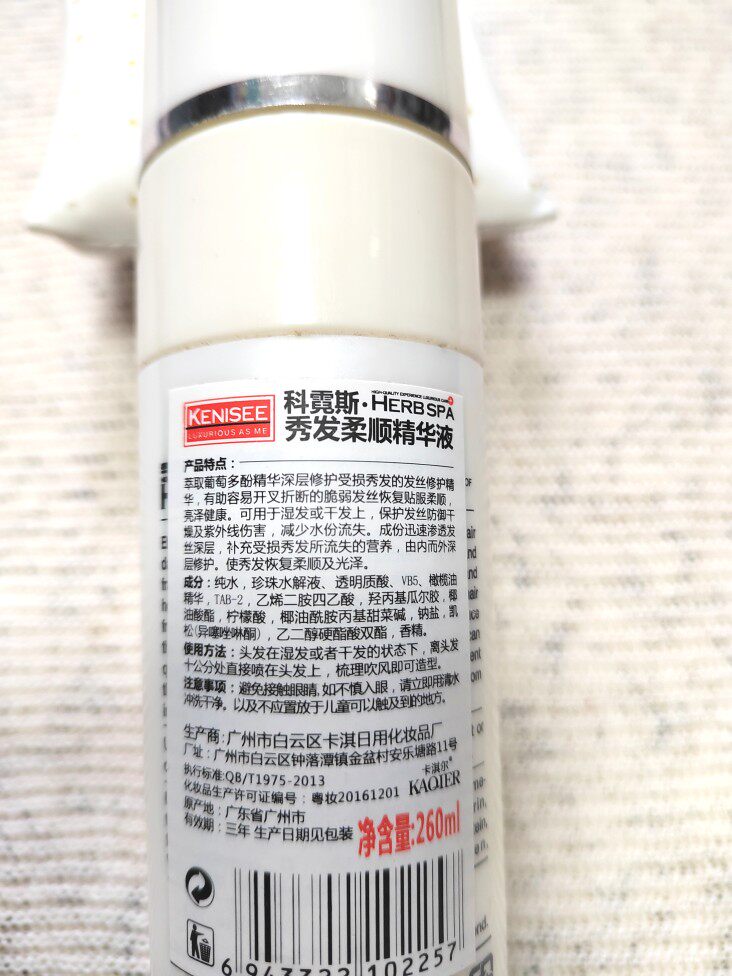 KENISEE
LUXURIOUS AS ME
HIGH-QUALITY EXPERIENCE LUXURIOUS CARE
科霓斯·HERB SPA
秀发柔顺精华液
产品特点:
萃取葡萄多酚精华深层修护受损秀发的发丝修护精
华,有助容易开叉折断的脆弱发丝恢复贴服柔顺,
亮泽健康。可用于湿发或干发上,保护发丝防御干
燥及紫外线伤害,减少水份流失。成份迅速渗透发
丝深层,补充受损秀发所流失的营养,由内而外深
层修护。使秀发恢复柔顺及光泽。
成分:纯水,珍珠水解液、透明质酸、VB5、橄榄油
精华,TAB-2,乙烯二胺四乙酸,羟丙基瓜尔胶,椰
油酸酯,柠檬酸,椰油酰胺丙基甜菜碱,钠盐,凯
松(异噻唑啉酮),乙二醇硬酯酸双酯,香精。
使用方法:头发在湿发或者干发的状态下,离头发
十公分处直接喷在头发上,梳理吹风即可造型。
注意事项:避免接触眼睛,如不慎入眼,请立即用清水
冲洗干净。以及不应置放于儿童可以触及到的地方。
生产商:广州市白云区卡淇日用化妆品厂
厂址:广州市白云区钟落潭镇金盆村安乐塘路11号
执行标准:QB/T1975-2013
卡淇尔®
化妆品生产许可证编号:粤妆20161201
KAQIER
原产地:广东省广州市
有效期:三年 生产日期见包装
净含量:260ml
6 943322 102257